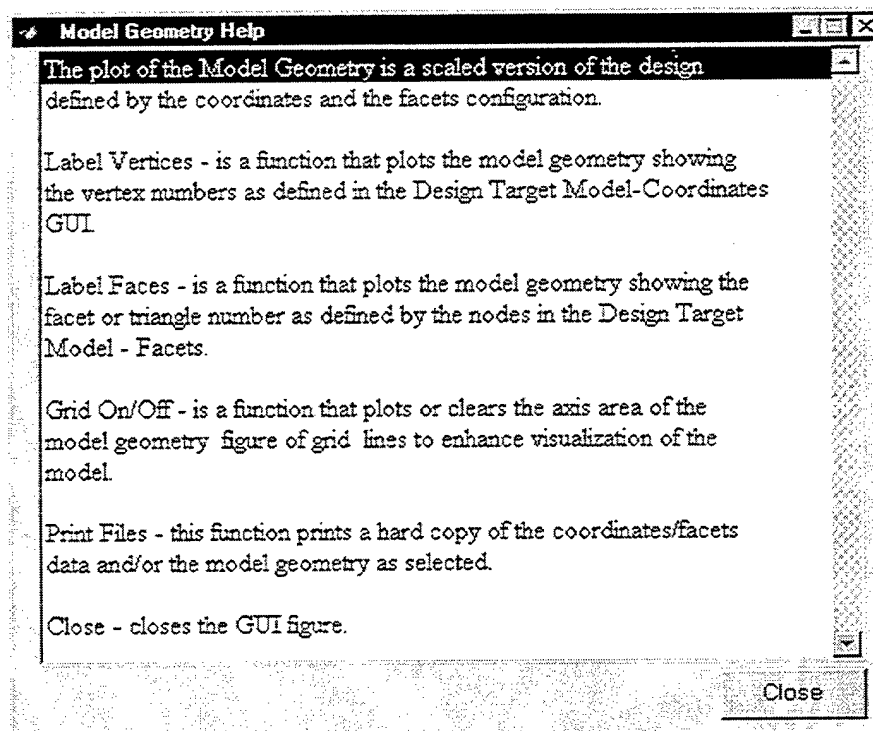 Model Geometry Help
The plot of the Model Geometry is a scaled version of the design
defined by the coordinates and the facets configuration.
Label Vertices - is a function that plots the model geometry showing
the vertex numbers as defined in the Design Target Model-Coordinates
GUI.
Label Faces - is a function that plots the model geometry showing the
facet or triangle number as defined by the nodes in the Design Target
Model - Facets.
Grid On/Off - is a function that plots or clears the axis area of the
model geometry figure of grid lines to enhance visualization of the
model.
Print Files - this function prints a hard copy of the coordinates/facets
data and/or the model geometry as selected.
Close - closes the GUI figure.
Close